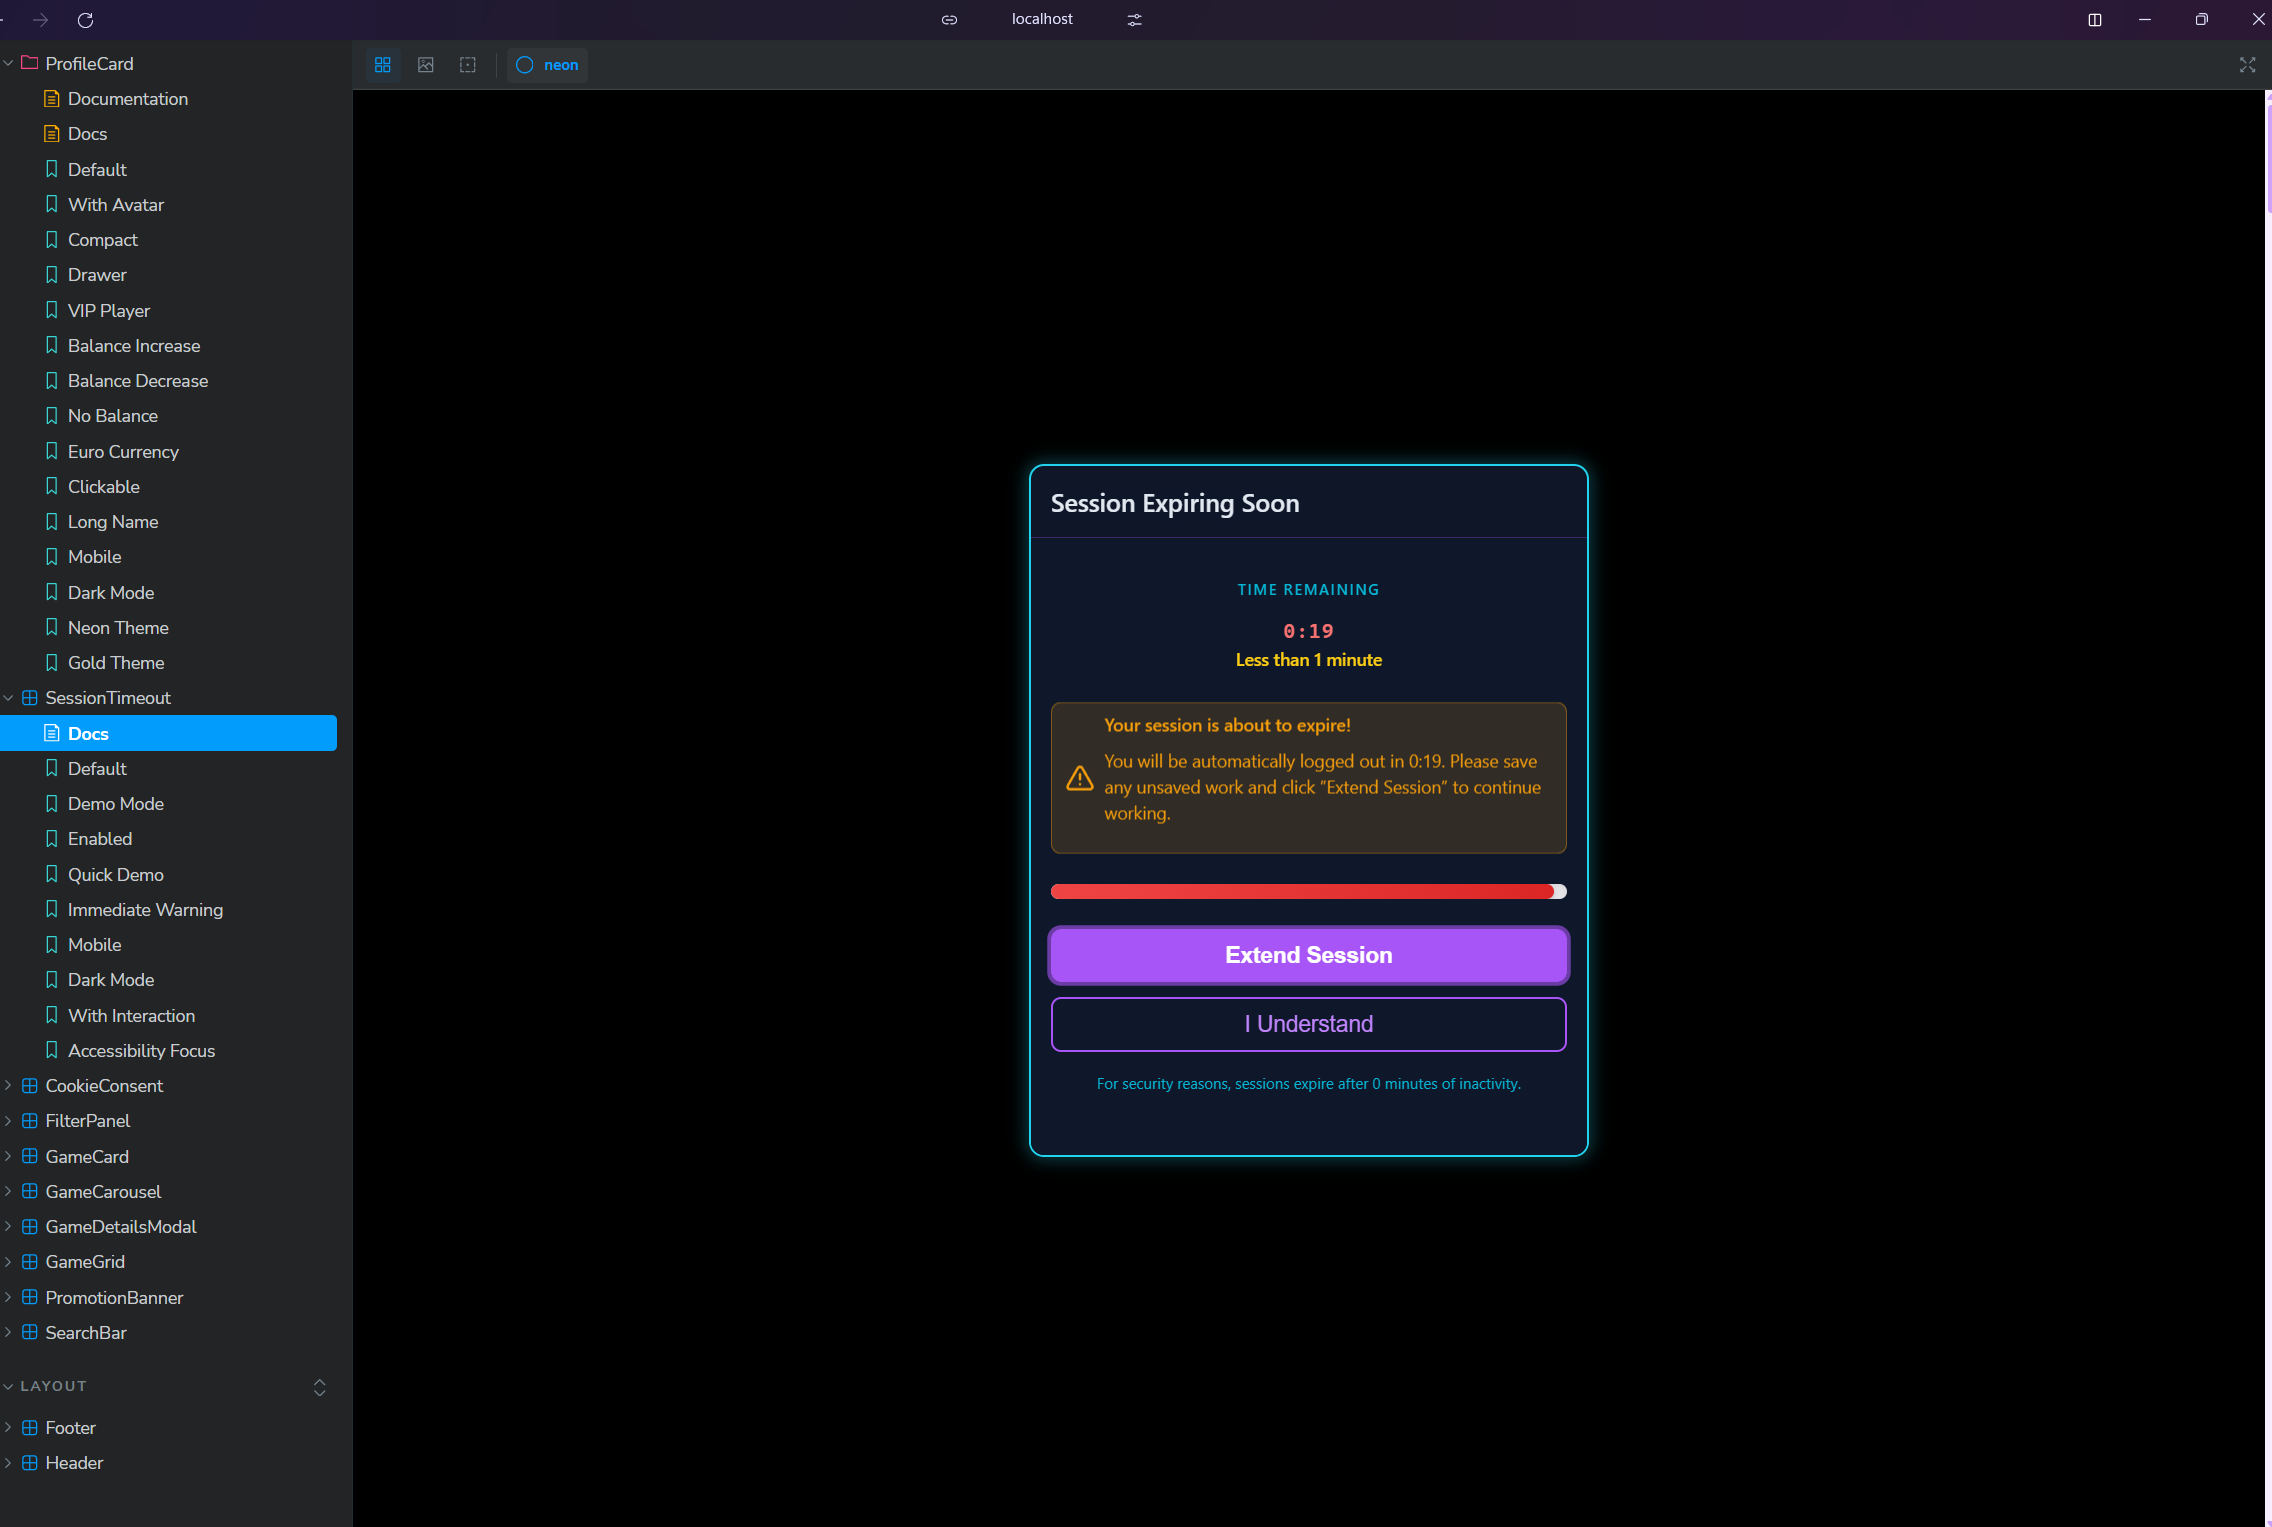 localhost
ProfileCard
Documentation
Docs
Default
With Avatar
Compact
Drawer
VIP Player
Balance Increase
Balance Decrease
No Balance
Euro Currency
Clickable
Long Name
Mobile
Dark Mode
Neon Theme
Gold Theme
SessionTimeout
Docs
Default
Demo Mode
Enabled
Quick Demo
Immediate Warning
Mobile
Dark Mode
With Interaction
Accessibility Focus
CookieConsent
FilterPanel
GameCard
GameCarousel
GameDetailsModal
GameGrid
PromotionBanner
SearchBar
LAYOUT
Footer
Header
neon
Session Expiring Soon
TIME REMAINING
0:19
Less than 1 minute
Your session is about to expire!
You will be automatically logged out in 0:19. Please save
any unsaved work and click "Extend Session" to continue
working.
Extend Session
I Understand
For security reasons, sessions expire after 0 minutes of inactivity.